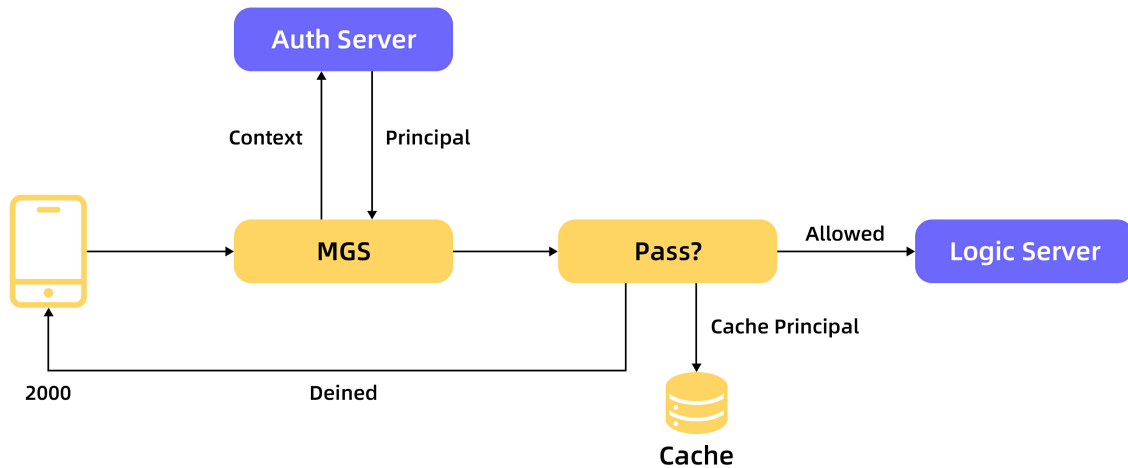 Auth Server
Context
Principal
MGS
Pass?
Allowed
Logic Server
Cache Principal
2000
Deined
Cache